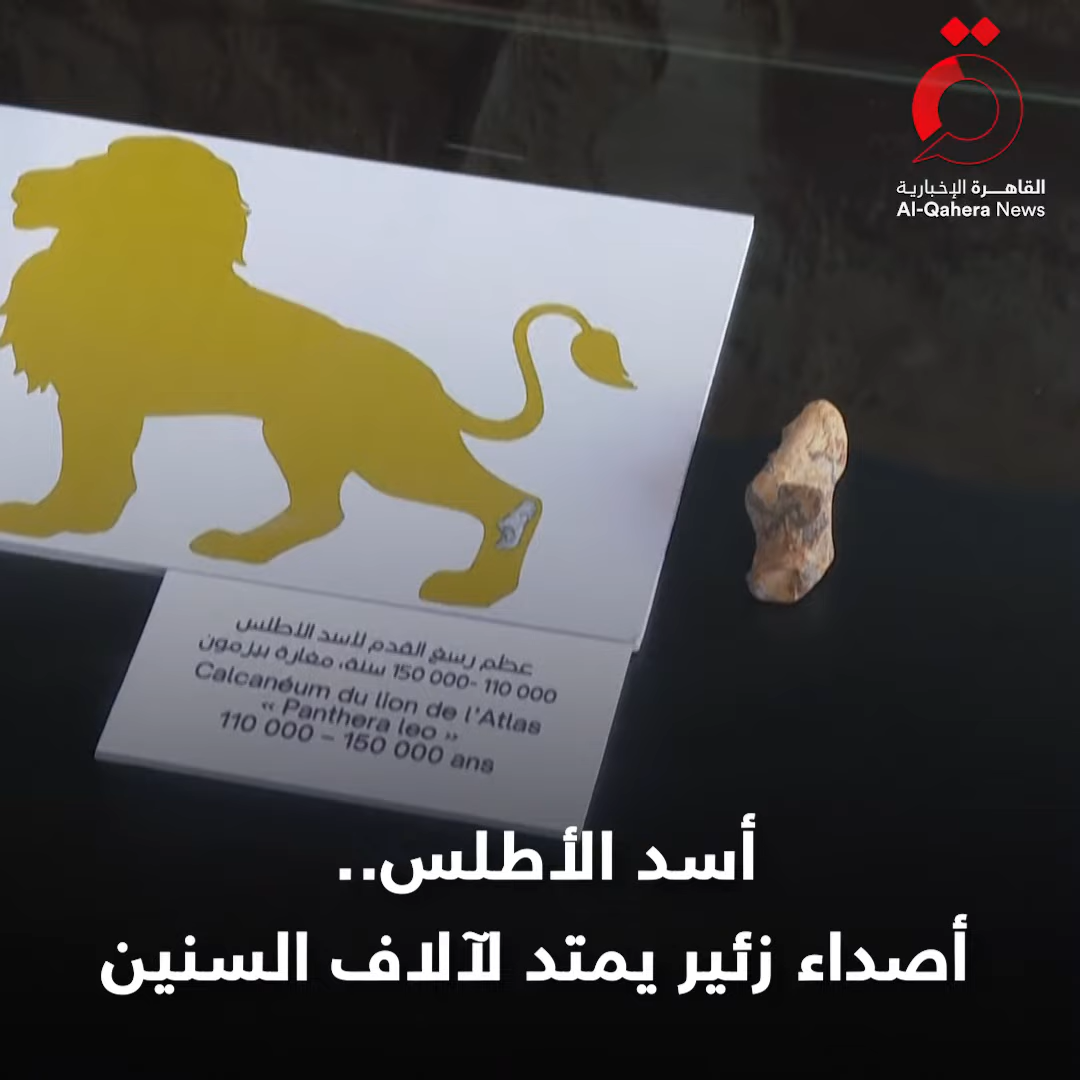 القاهرة الإخبارية
Al-Qahera News
عظم رسغ القدم لأسد الأطلس
110 000 -150 000 سنة، مغارة بيزمون
Calcanéum du lion de l'Atlas
« Panthera leo »
110 000 – 150 000 ans
أسد الأطلس..
أصداء زئير يمتد لآلاف السنين